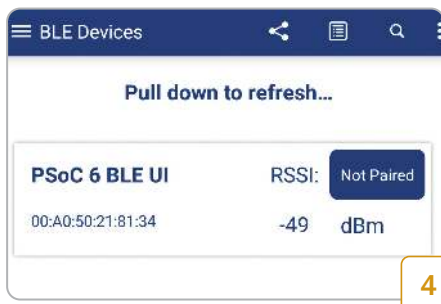 BLE Devices
Pull down to refresh...
PSoC 6 BLE UI RSSI: Not Paired
00:A0:50:21:81:34 -49 dBm
4